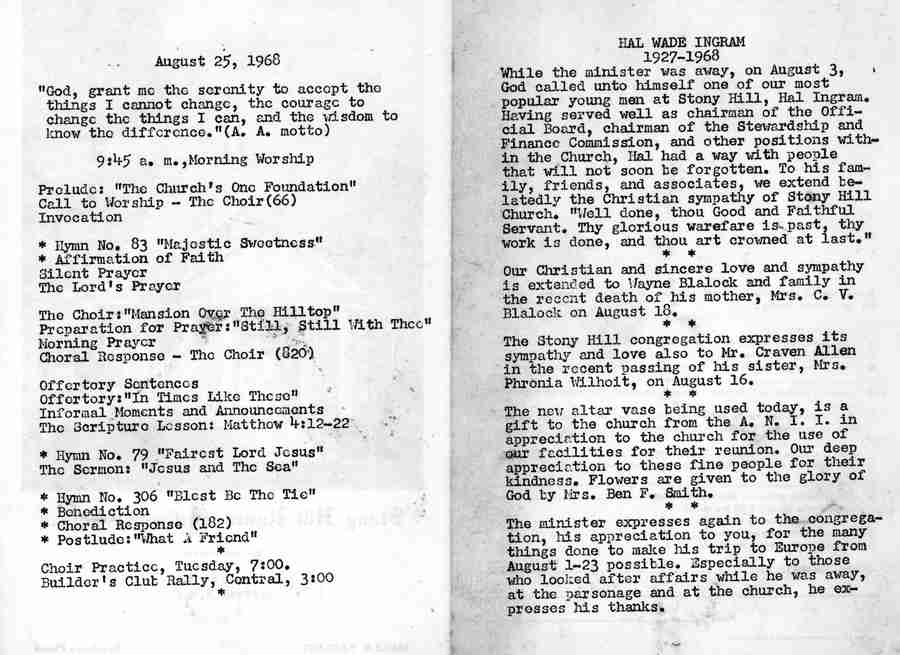 August 25, 1968
"God, grant me the serenity to accept the
things I cannot change, the courage to
change the things I can, and the wisdom to
know the difference."(A. A. motto)
9:45 a. m.,Morning Worship
Prelude: "The Church's One Foundation"
Call to Worship - The Choir(66)
Invocation
* Hymn No. 83 "Majestic Sweetness"
* Affirmation of Faith
Silent Prayer
The Lord's Prayer
The Choir:"Mansion Over The Hilltop"
Preparation for Prayer:"Still, Still With Thee"
Morning Prayer
Choral Response - The Choir (820)
Offertory Sentences
Offertory:"In Times Like These"
Informal Moments and Announcements
The Scripture Lesson: Matthew 4:12-22
* Hymn No. 79 "Fairest Lord Jesus"
The Sermon: "Jesus and The Sea"
* Hymn No. 306 "Blest Be The Tie"
* Benediction
* Choral Response (182)
* Postlude:"What A Friend"
*
Choir Practice, Tuesday, 7:00.
Builder's Club Rally, Central, 3:00
*
HAL WADE INGRAM
1927-1968
While the minister was away, on August 3,
God called unto himself one of our most
popular young men at Stony Hill, Hal Ingram.
Having served well as chairman of the Offi-
cial Board, chairman of the Stewardship and
Finance Commission, and other positions with-
in the Church, Hal had a way with people
that will not soon be forgotten. To his fam-
ily, friends, and associates, we extend be-
latedly the Christian sympathy of Stony Hill
Church. "Well done, thou Good and Faithful
Servant. Thy glorious warefare is past, thy
work is done, and thou art crowned at last."
* *
Our Christian and sincere love and sympathy
is extended to Wayne Blalock and family in
the recent death of his mother, Mrs. C. V.
Blalock on August 18.
* *
The Stony Hill congregation expresses its
sympathy and love also to Mr. Craven Allen
in the recent passing of his sister, Mrs.
Phronia Wilhoit, on August 16.
* *
The new altar vase being used today, is a
gift to the church from the A. N. I. I. in
appreciation to the church for the use of
our facilities for their reunion. Our deep
appreciation to these fine people for their
kindness. Flowers are given to the glory of
God by Mrs. Ben F. Smith.
* *
The minister expresses again to the congrega-
tion, his appreciation to you, for the many
things done to make his trip to Europe from
August 1-23 possible. Especially to those
who looked after affairs while he was away,
at the parsonage and at the church, he ex-
presses his thanks.